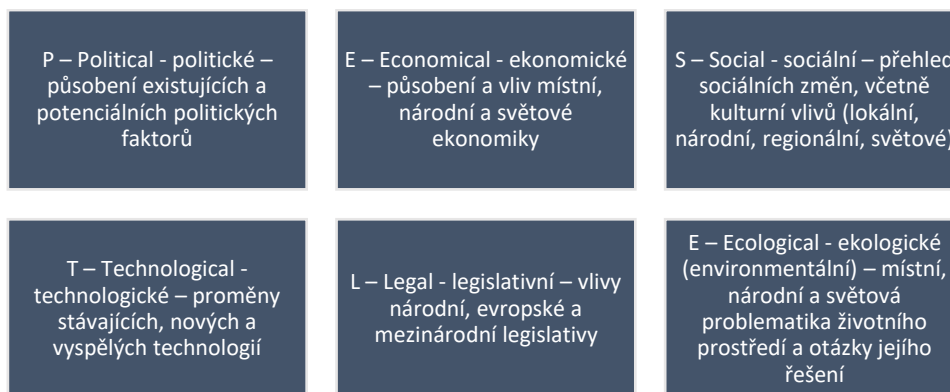 P – Political - politické –
působení existujících a
potenciálních politických
faktorů
E – Economical - ekonomické
– působení a vliv místní,
národní a světové
ekonomiky
S – Social - sociální – přehled
sociálních změn, včetně
kulturní vlivů (lokální,
národní, regionální, světové)
T – Technological -
technologické – proměny
stávajících, nových a
vyspělých technologií
L – Legal - legislativní – vlivy
národní, evropské a
mezinárodní legislativy
E – Ecological - ekologické
(environmentální) – místní,
národní a světová
problematika životního
prostředí a otázky jejího
řešení